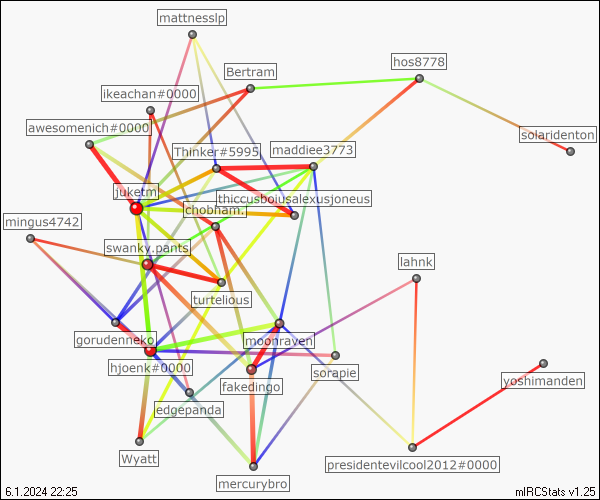 mattnesslp
hos8778
Bertram
ikeachan#0000
awesomenich#0000
solaridenton
Thinker#5995
maddiee3773
juketm
thiccusboiusalexusjoneus
chobham.
mingus4742
swanky.pants
lahnk
turtelious
gorudenneko
moonraven
hjoenk#0000
sorapie
yoshimanden
fakedingo
edgepanda
Wyatt
presidentevilcool2012#0000
mercurybro
6.1.2024 22:25
mIRCStats v1.25